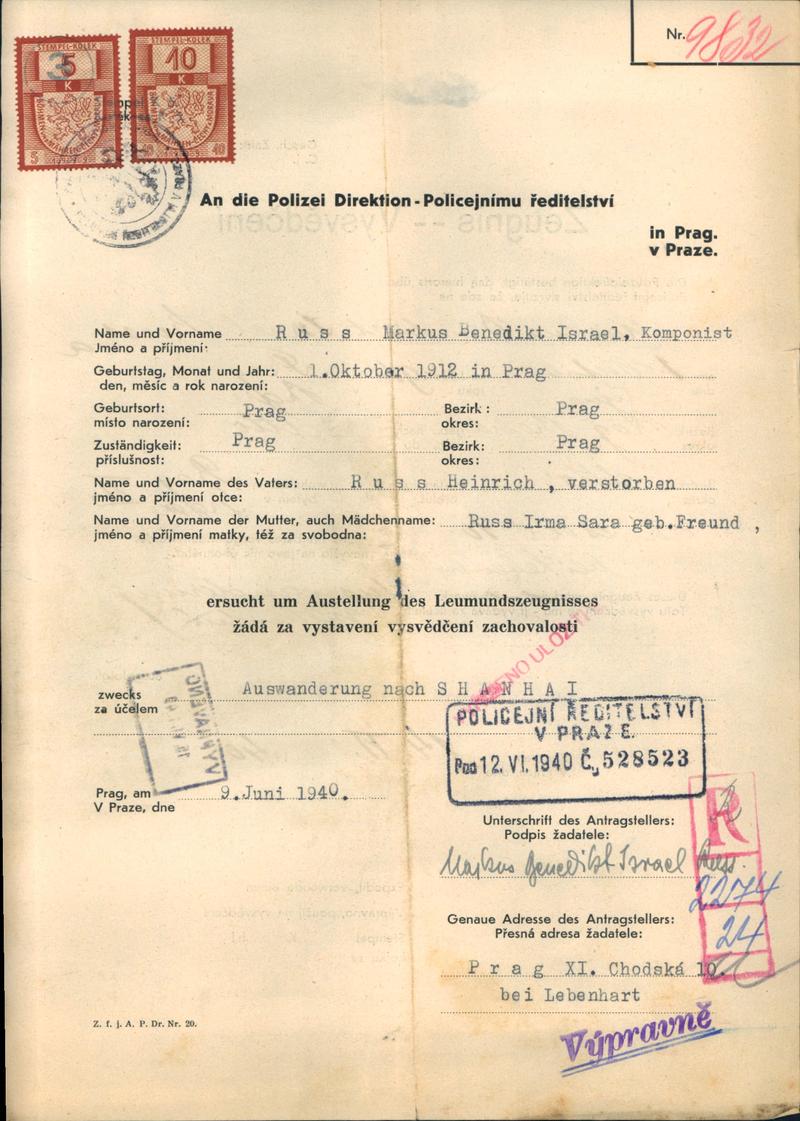 STEMPEL-KOLEK
5
K
STEMPEL-KOLEK
10
K
Nr. 9832
An die Polizei Direktion - Policejnímu ředitelství
in Prag.
v Praze.
Name und Vorname R u s s Markus Benedikt Israel, Komponist
Jméno a příjmení:
Geburtstag, Monat und Jahr: 1.Oktober 1912 in Prag
den, měsíc a rok narození:
Geburtsort: Prag Bezirk: Prag
místo narození: okres:
Zuständigkeit: Prag Bezirk: Prag
příslušnost: okres:
Name und Vorname des Vaters: R u s s Heinrich , verstorben
jméno a příjmení otce:
Name und Vorname der Mutter, auch Mädchenname: Russ Irma Sara geb.Freund ,
jméno a příjmení matky, též za svobodna:
ersucht um Austellung des Leumundszeugnisses
žádá za vystavení vysvědčení zachovalosti
zwecks Auswanderung nach S H A N H A I
za účelem
POLICEJNÍ ŘEDITELSTVÍ
V PRAZE.
12. VI. 1940 Č. 528523
Prag, am 9.Juni 1940.
V Praze, dne
Unterschrift des Antragstellers:
Podpis žadatele:
Markus Benedikt Israel Russ.
R
2274
24
Genaue Adresse des Antragstellers:
Přesná adresa žadatele:
P r a g XI. Chodská 10.
bei Lebenhart
Z. f. j. A. P. Dr. Nr. 20.
Výpravně